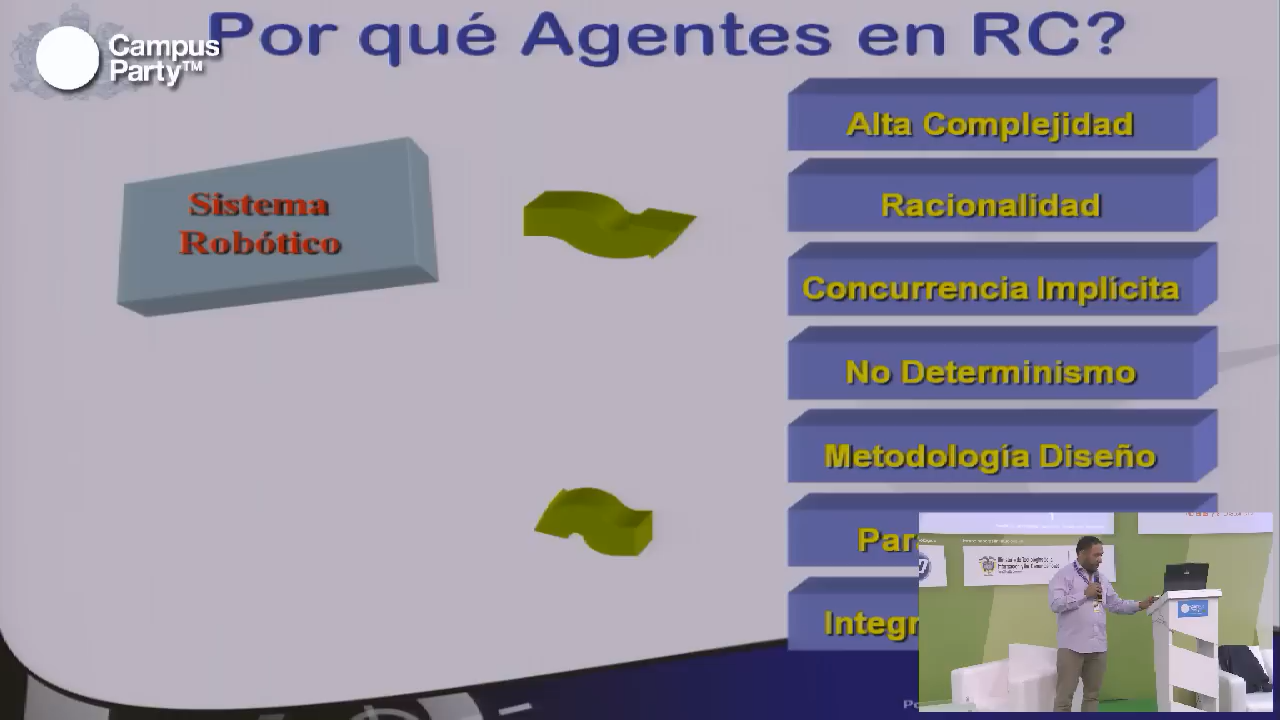 Por qué Agentes en RC?
Campus
Party™
Sistema
Robótico
Alta Complejidad
Racionalidad
Concurrencia Implícita
No Determinismo
Metodología Diseño
Par
Integr